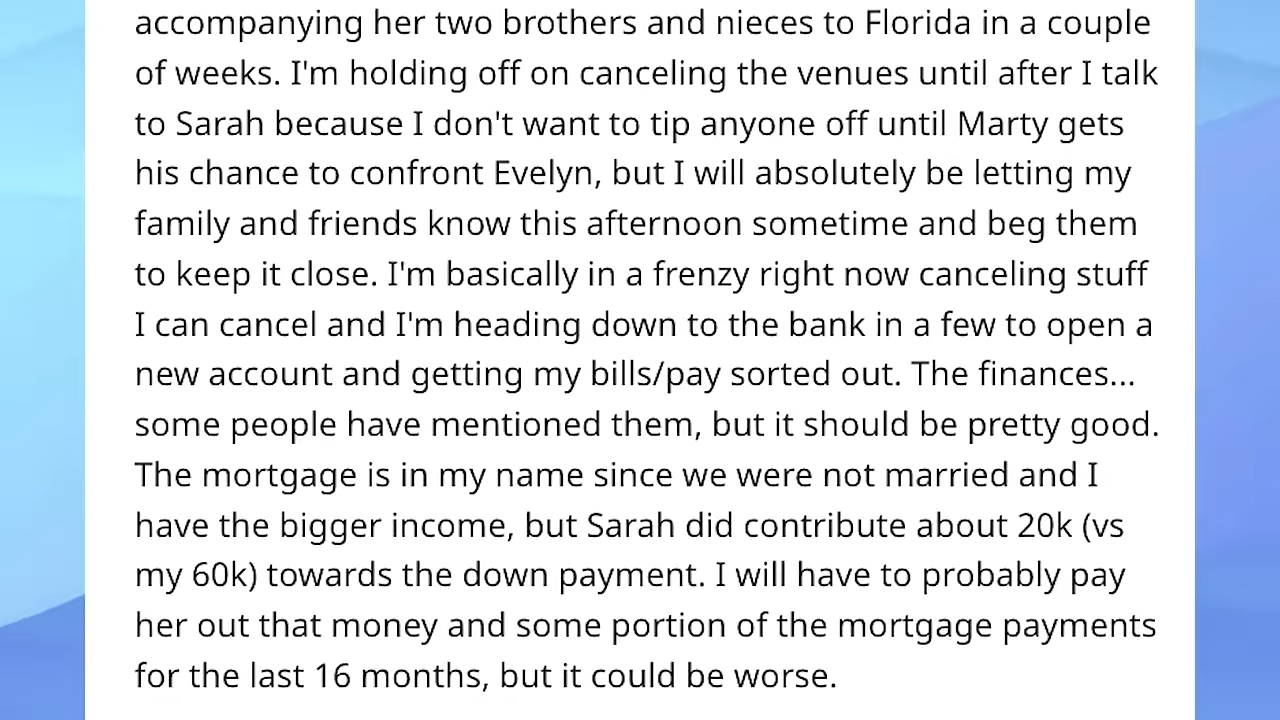 accompanying her two brothers and nieces to Florida in a couple
of weeks. I'm holding off on canceling the venues until after I talk
to Sarah because I don't want to tip anyone off until Marty gets
his chance to confront Evelyn, but I will absolutely be letting my
family and friends know this afternoon sometime and beg them
to keep it close. I'm basically in a frenzy right now canceling stuff
I can cancel and I'm heading down to the bank in a few to open a
new account and getting my bills/pay sorted out. The finances...
some people have mentioned them, but it should be pretty good.
The mortgage is in my name since we were not married and I
have the bigger income, but Sarah did contribute about 20k (vs
my 60k) towards the down payment. I will have to probably pay
her out that money and some portion of the mortgage payments
for the last 16 months, but it could be worse.